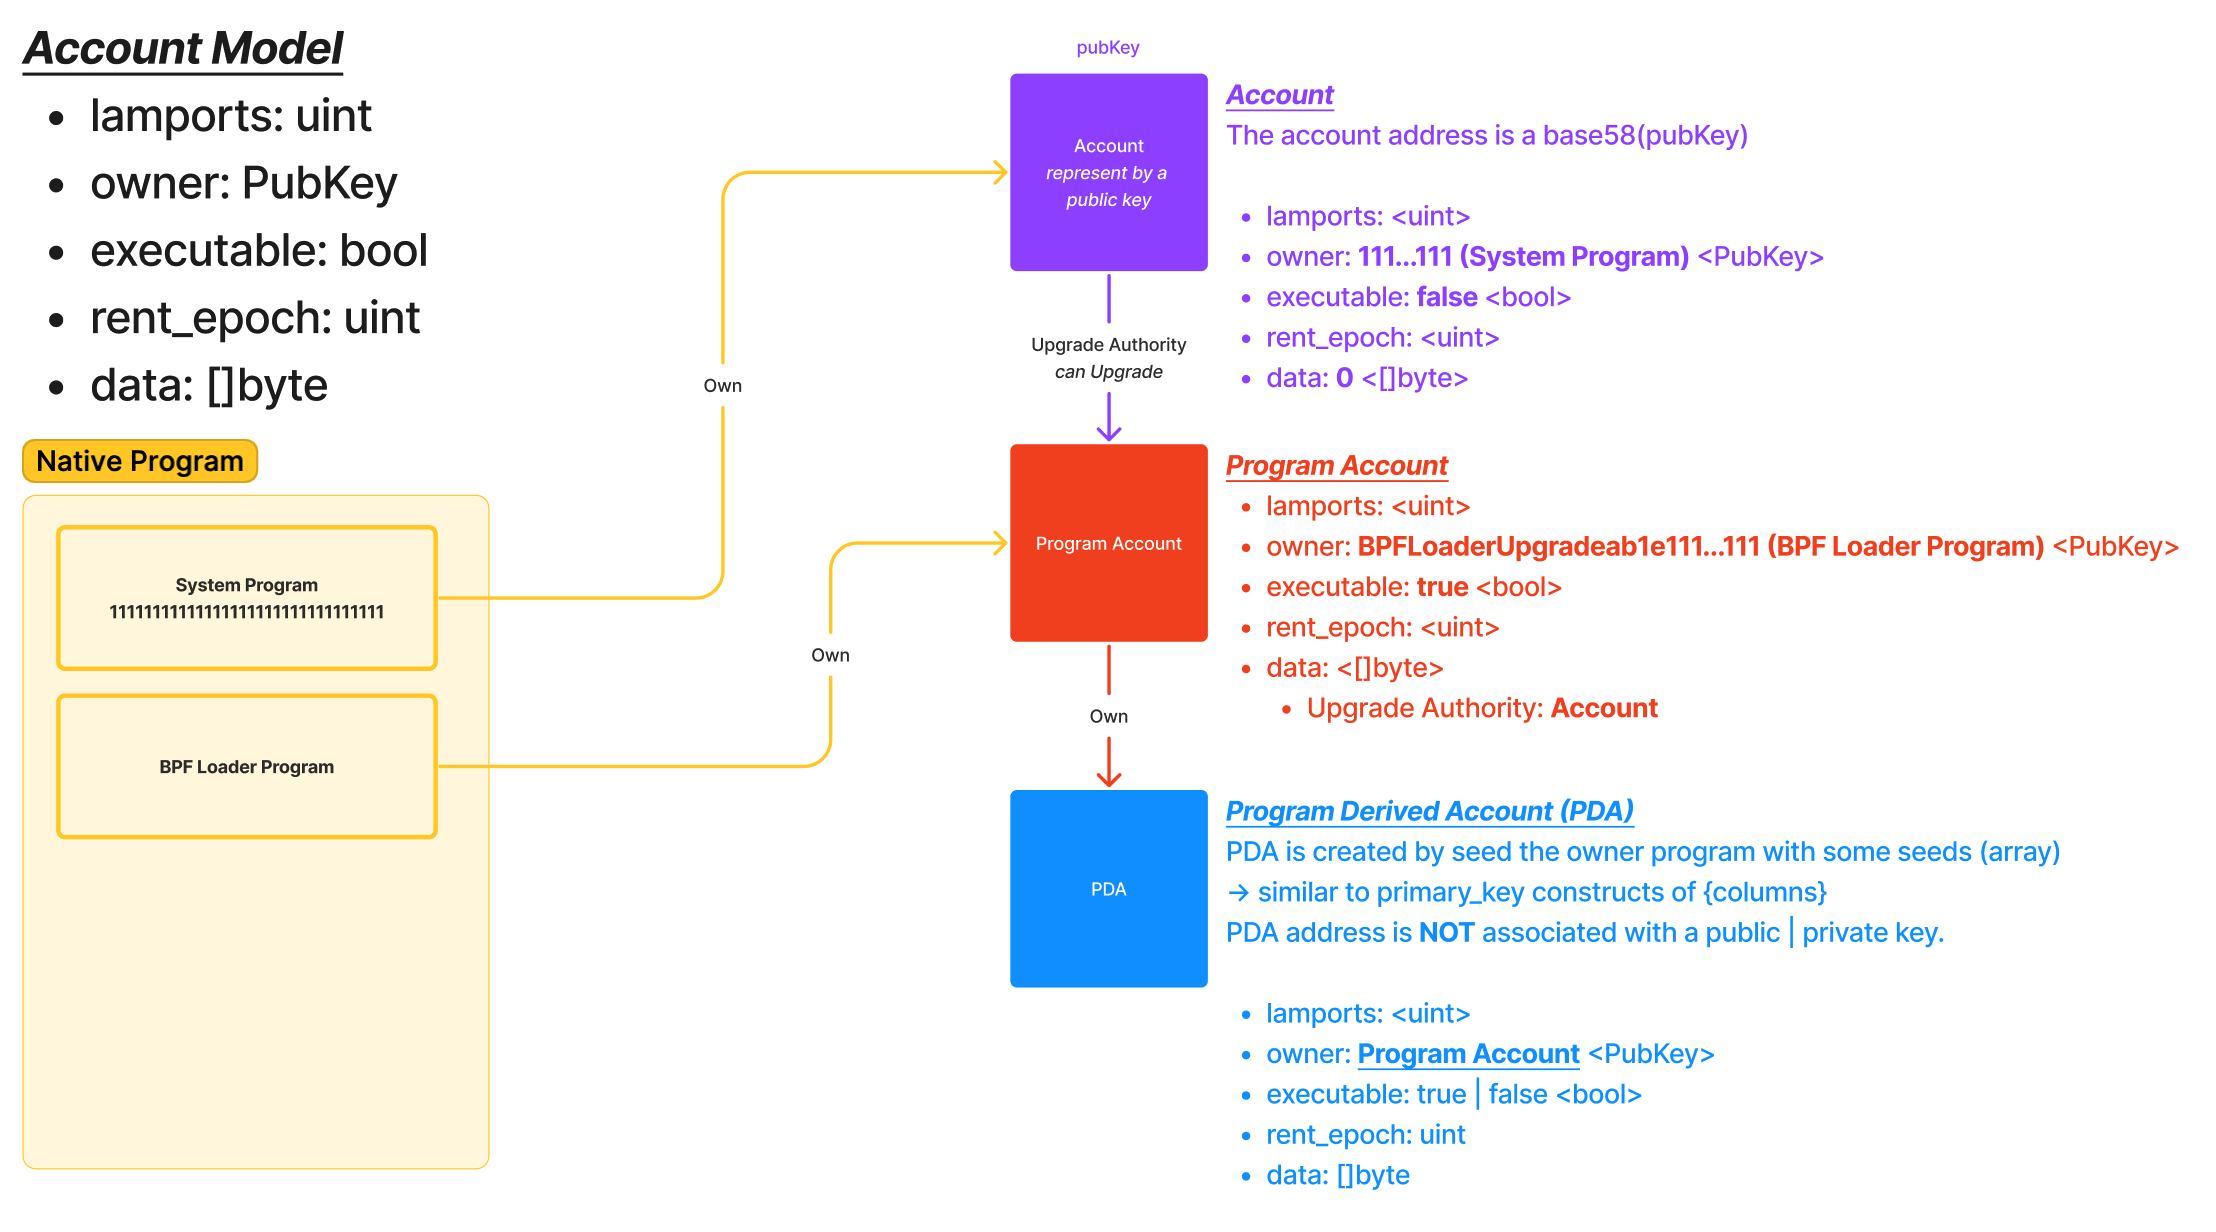 Account Model
• lamports: uint
• owner: PubKey
• executable: bool
• rent_epoch: uint
• data: []byte
Native Program
System Program
11111111111111111111111111111111
BPF Loader Program
Own
Own
pubKey
Account
represent by a
public key
Upgrade Authority
can Upgrade
Program Account
Own
PDA
Account
The account address is a base58(pubKey)
• lamports: <uint>
• owner: 111...111 (System Program) <PubKey>
• executable: false <bool>
• rent_epoch: <uint>
• data: 0 <[]byte>
Program Account
• lamports: <uint>
• owner: BPFLoaderUpgradeab1e111...111 (BPF Loader Program) <PubKey>
• executable: true <bool>
• rent_epoch: <uint>
• data: <[]byte>
• Upgrade Authority: Account
Program Derived Account (PDA)
PDA is created by seed the owner program with some seeds (array)
→ similar to primary_key constructs of {columns}
PDA address is NOT associated with a public | private key.
• lamports: <uint>
• owner: Program Account <PubKey>
• executable: true | false <bool>
• rent_epoch: uint
• data: []byte